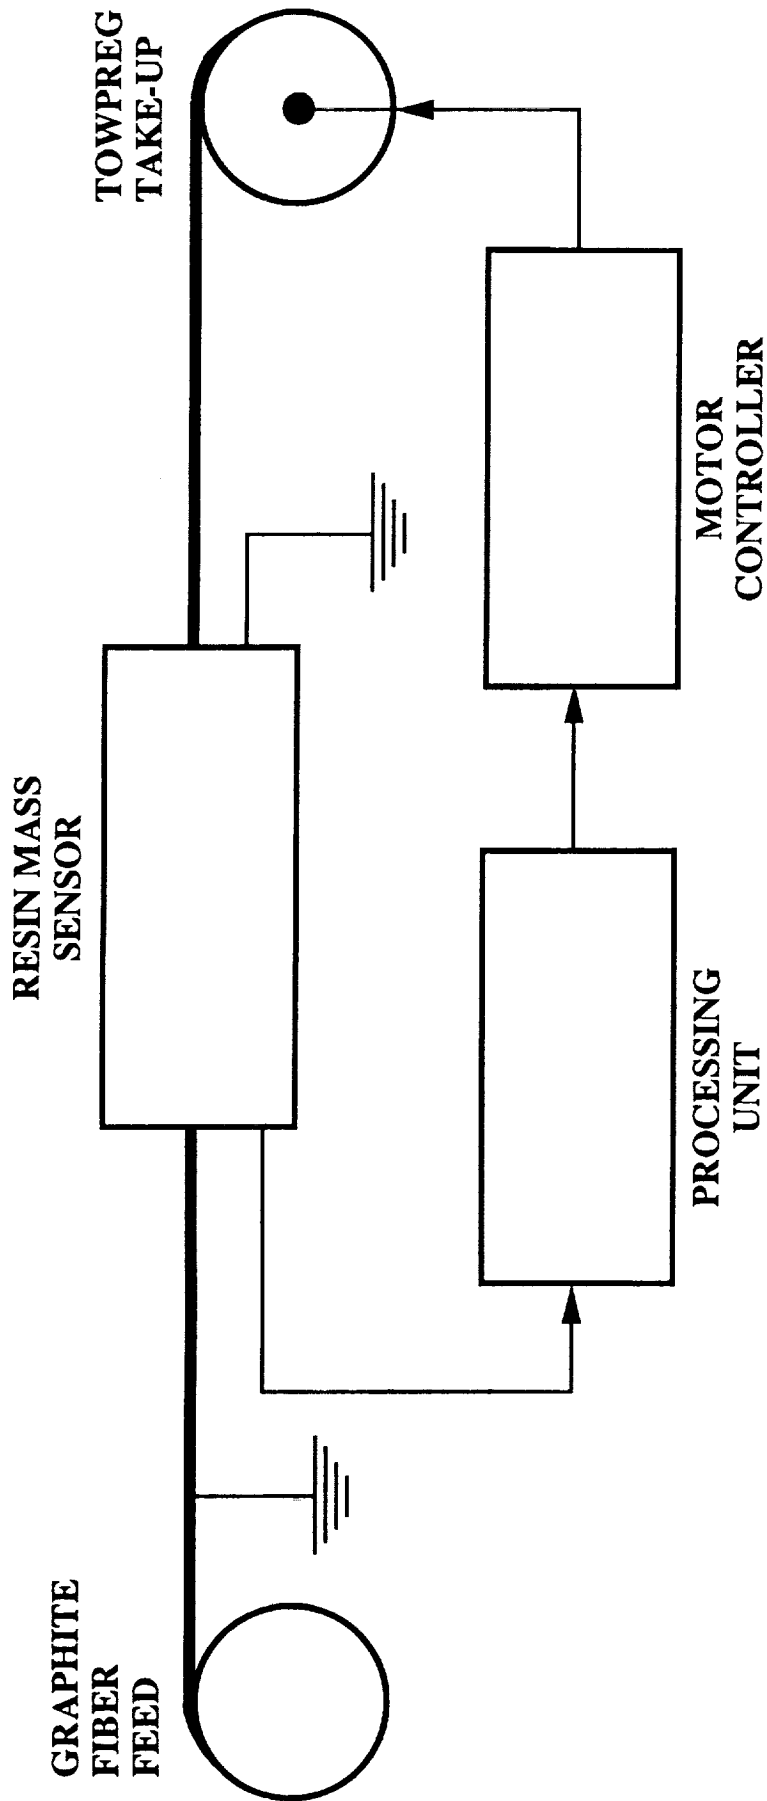 GRAPHITE
FIBER
FEED
RESIN MASS
SENSOR
TOWPREG
TAKE-UP
PROCESSING
UNIT
MOTOR
CONTROLLER